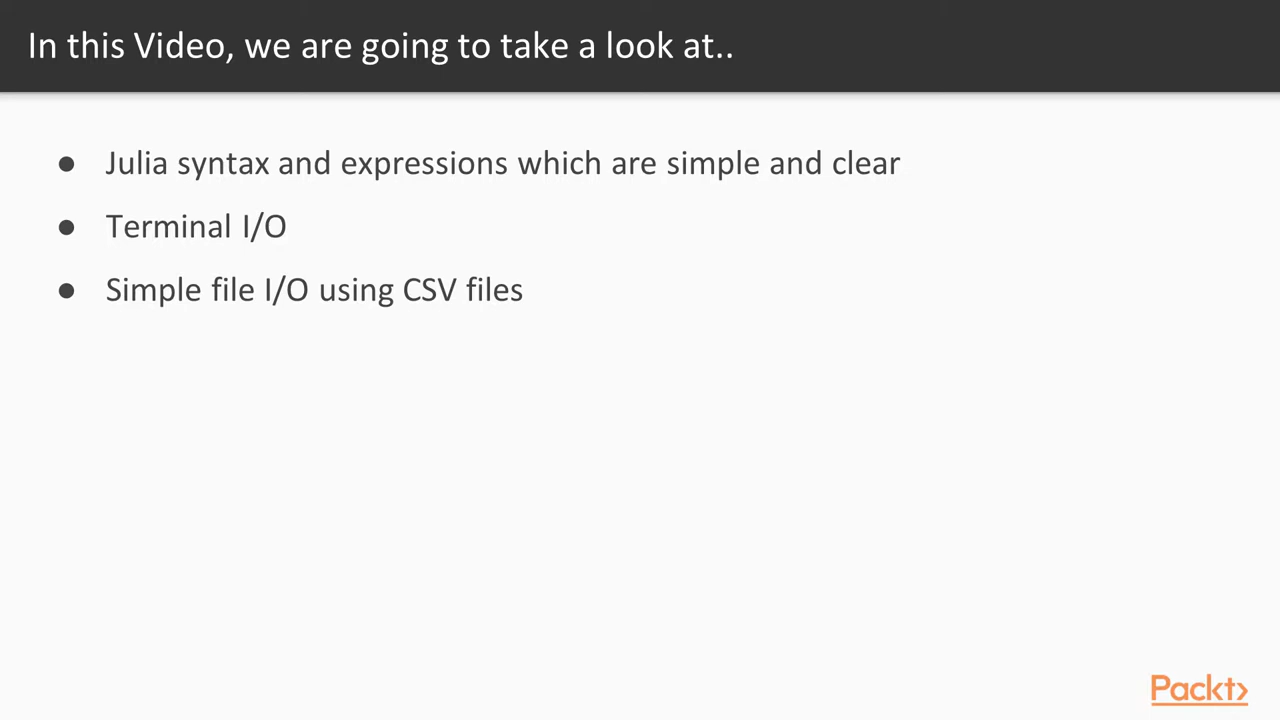 In this Video, we are going to take a look at..
● Julia syntax and expressions which are simple and clear
● Terminal I/O
● Simple file I/O using CSV files
Packt>